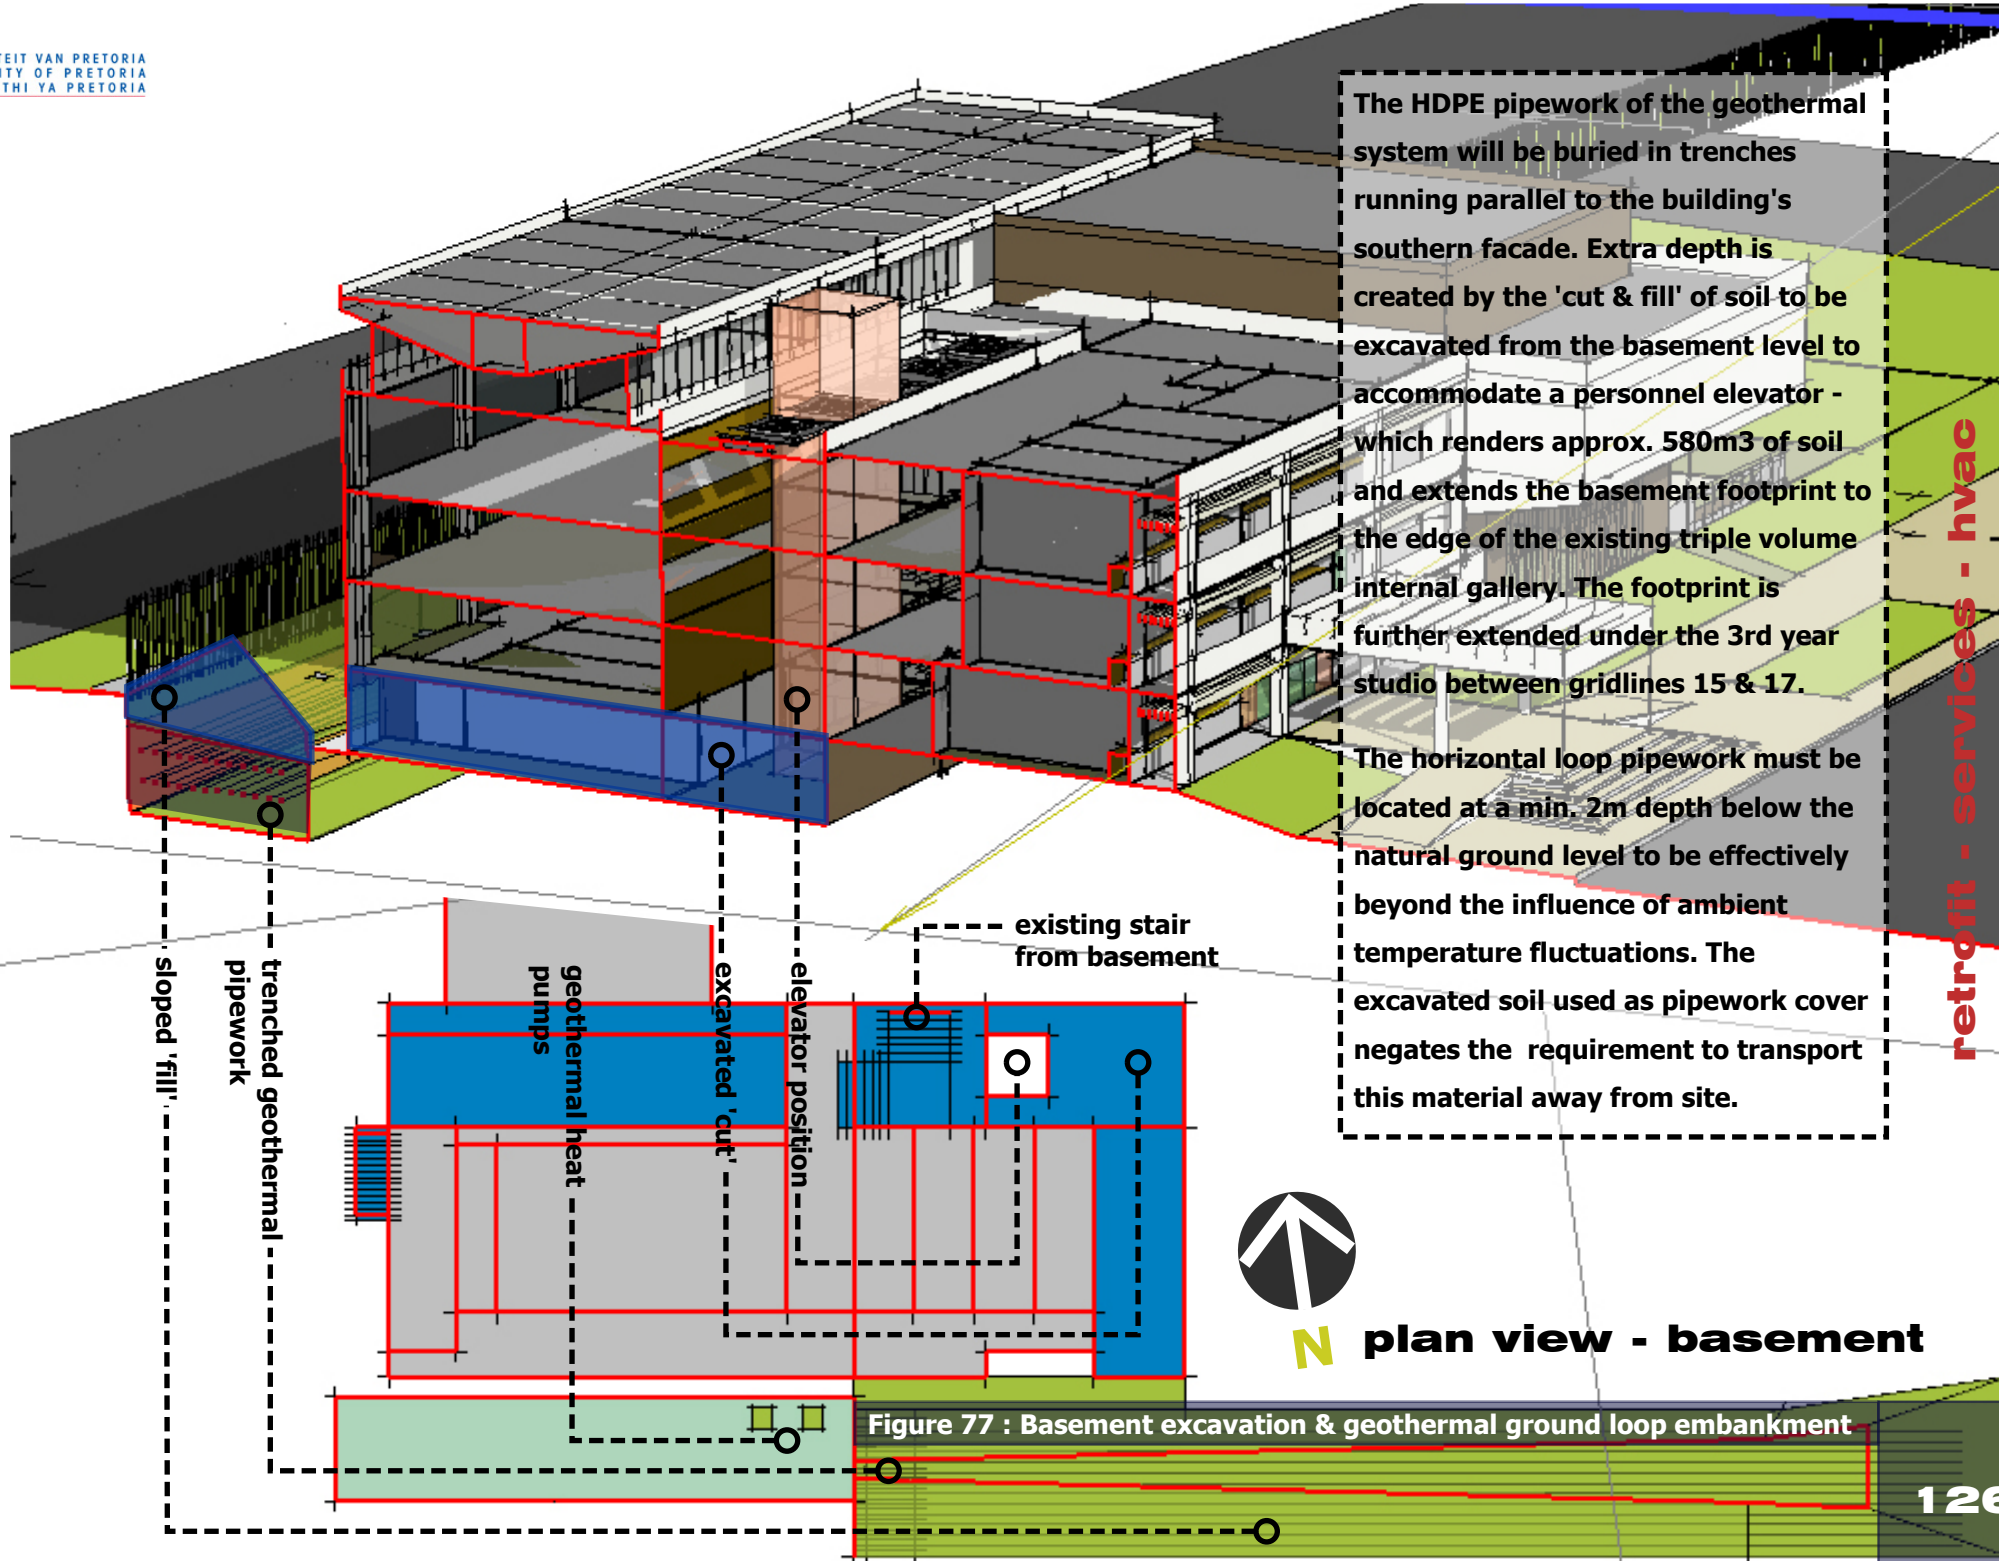 TEIT VAN PRETORIA
ITY OF PRETORIA
THI YA PRETORIA
The HDPE pipework of the geothermal
system will be buried in trenches
running parallel to the building's
southern facade. Extra depth is
created by the 'cut & fill' of soil to be
excavated from the basement level to
accommodate a personnel elevator -
which renders approx. 580m3 of soil
and extends the basement footprint to
the edge of the existing triple volume
internal gallery. The footprint is
further extended under the 3rd year
studio between gridlines 15 & 17.
The horizontal loop pipework must be
located at a min. 2m depth below the
natural ground level to be effectively
beyond the influence of ambient
temperature fluctuations. The
excavated soil used as pipework cover
negates the  requirement to transport
this material away from site.
retrofit - services - hvac
existing stair
from basement
sloped 'fill'
trenched geothermal
pipework
geothermal heat
pumps
excavated 'cut'
elevator position
N
plan view - basement
Figure 77 : Basement excavation & geothermal ground loop embankment
126